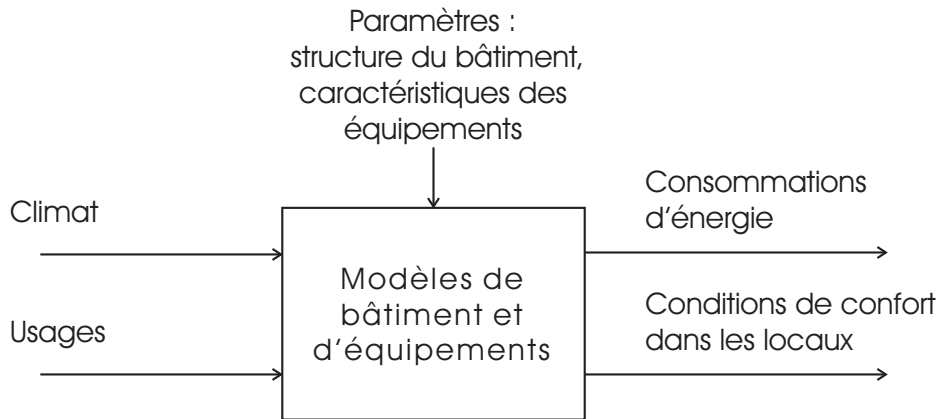 Paramètres :
structure du bâtiment,
caractéristiques des
équipements
Climat
Usages
Modèles de
bâtiment et
d'équipements
Consommations
d'énergie
Conditions de confort
dans les locaux